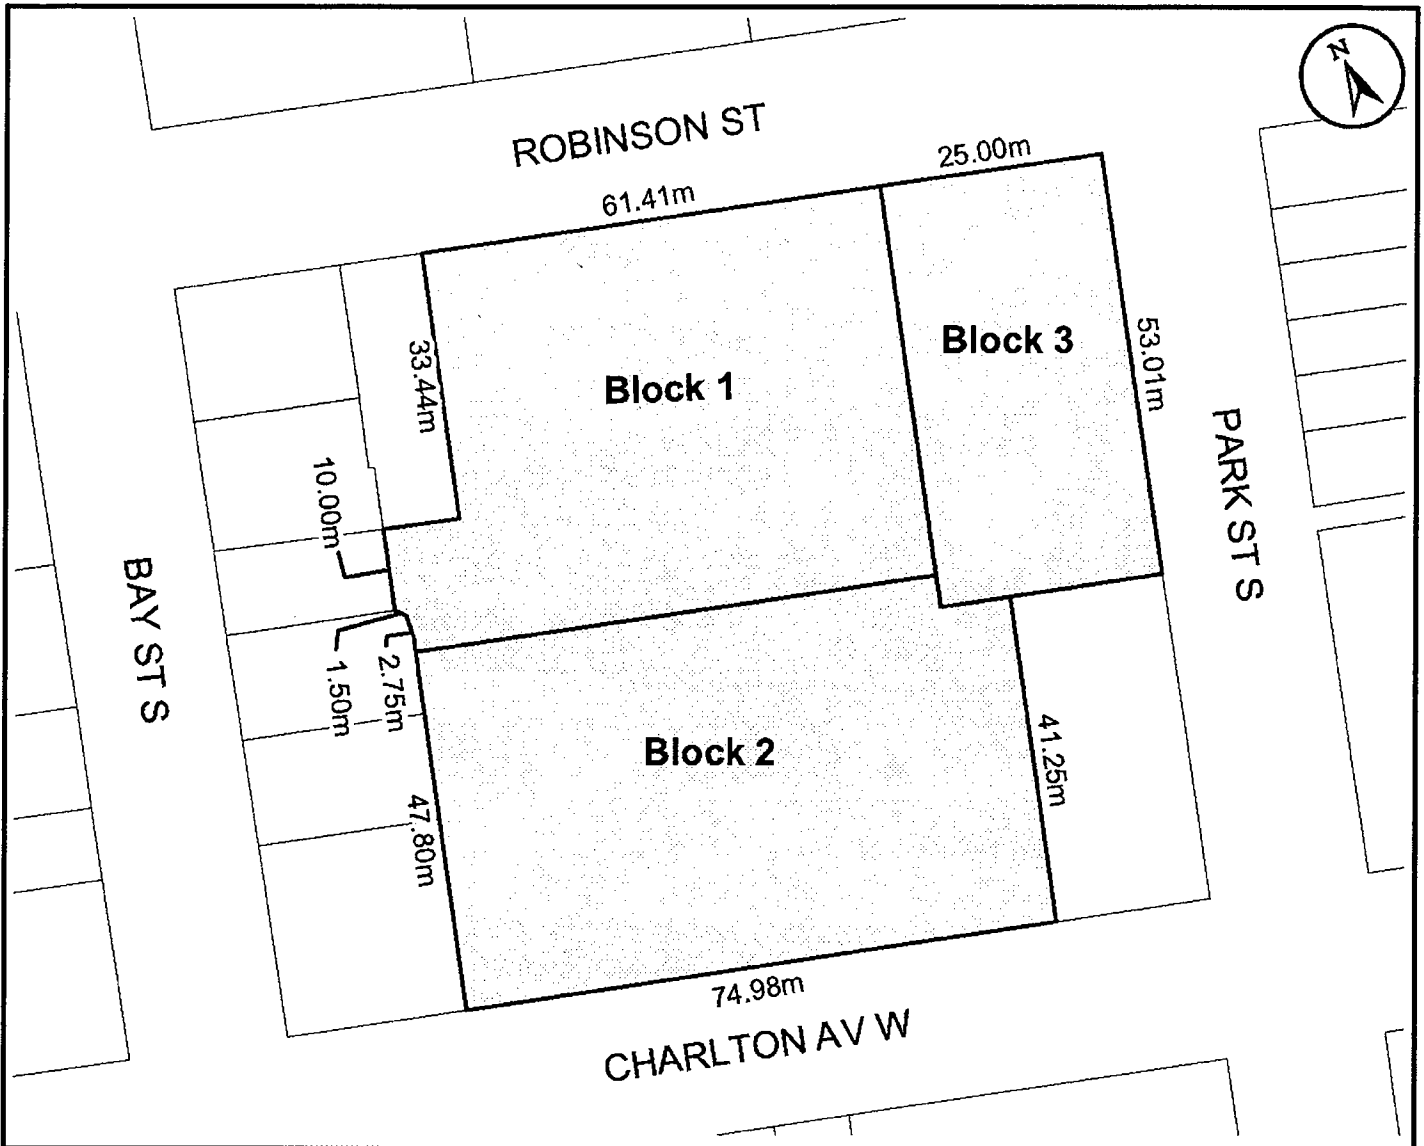 N
ROBINSON ST
25.00m
61.41m
33.44m
Block 1
Block 3
53.01m
10.00m
PARK ST S
BAY ST S
1.50m
2.75m
Block 2
41.25m
47.80m
74.98m
CHARLTON AV W